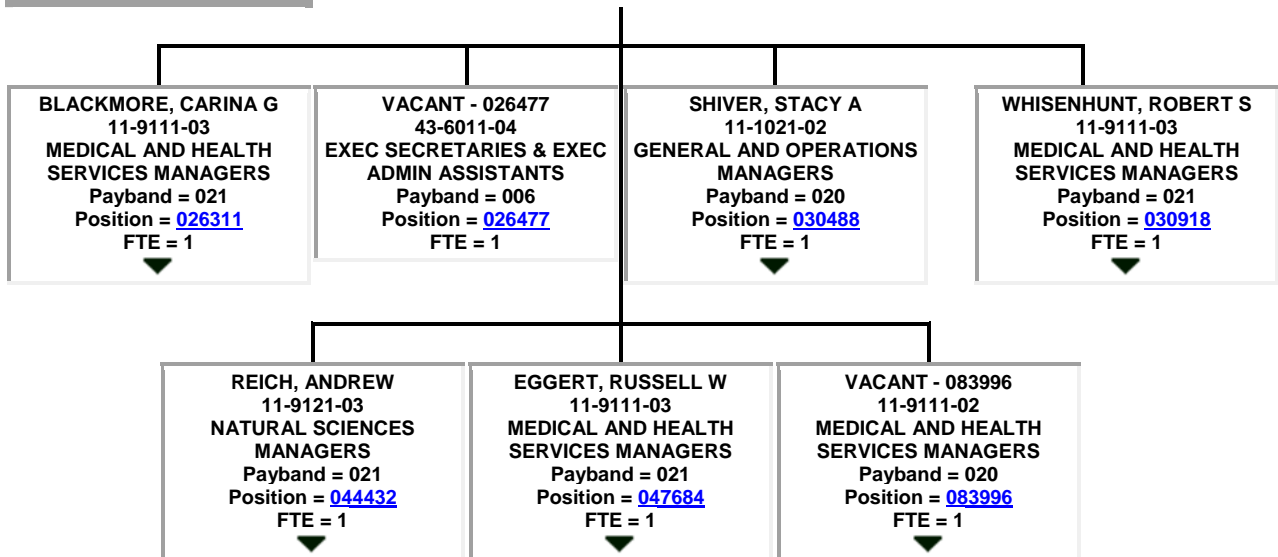 BLACKMORE, CARINA G
11-9111-03
MEDICAL AND HEALTH
SERVICES MANAGERS
Payband = 021
Position = 026311
FTE = 1
VACANT - 026477
43-6011-04
EXEC SECRETARIES & EXEC
ADMIN ASSISTANTS
Payband = 006
Position = 026477
FTE = 1
SHIVER, STACY A
11-1021-02
GENERAL AND OPERATIONS
MANAGERS
Payband = 020
Position = 030488
FTE = 1
WHISENHUNT, ROBERT S
11-9111-03
MEDICAL AND HEALTH
SERVICES MANAGERS
Payband = 021
Position = 030918
FTE = 1
REICH, ANDREW
11-9121-03
NATURAL SCIENCES
MANAGERS
Payband = 021
Position = 044432
FTE = 1
EGGERT, RUSSELL W
11-9111-03
MEDICAL AND HEALTH
SERVICES MANAGERS
Payband = 021
Position = 047684
FTE = 1
VACANT - 083996
11-9111-02
MEDICAL AND HEALTH
SERVICES MANAGERS
Payband = 020
Position = 083996
FTE = 1